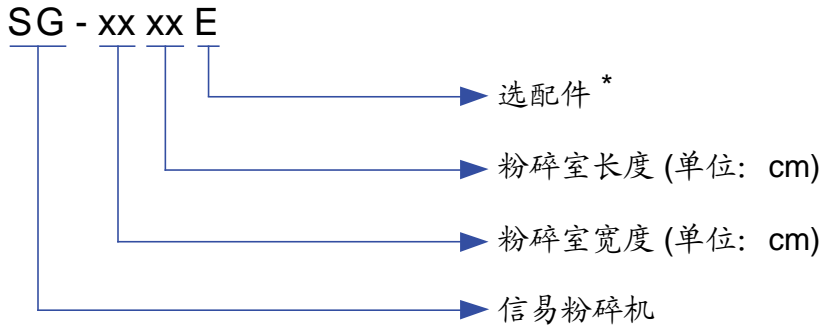 SG - xx xx E
选配件 *
粉碎室长度 (单位: cm)
粉碎室宽度 (单位: cm)
信易粉碎机